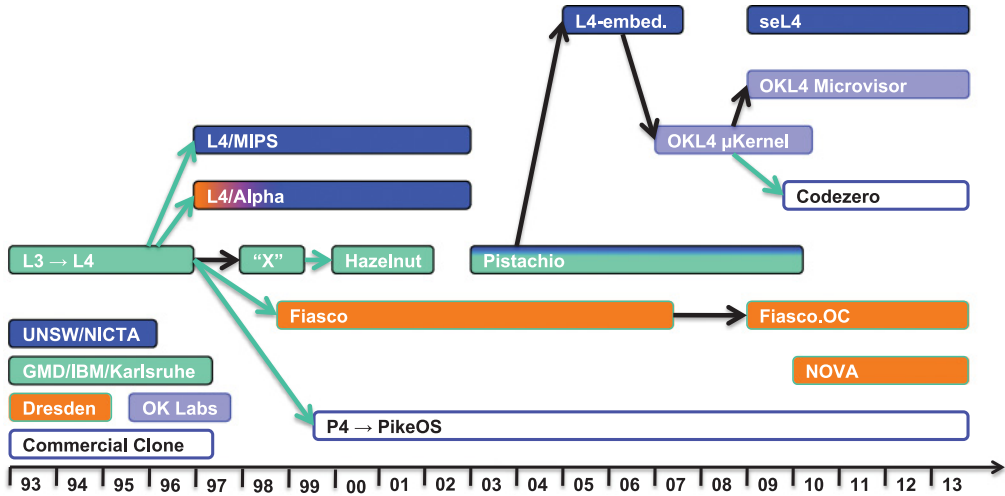 L4-embed.
seL4
OKL4 Microvisor
L4/MIPS
OKL4 µKernel
L4/Alpha
Codezero
L3 → L4
“X”
Hazelnut
Pistachio
Fiasco
Fiasco.OC
UNSW/NICTA
GMD/IBM/Karlsruhe
NOVA
Dresden
OK Labs
P4 → PikeOS
Commercial Clone
93 94 95 96 97 98 99 00 01 02 03 04 05 06 07 08 09 10 11 12 13